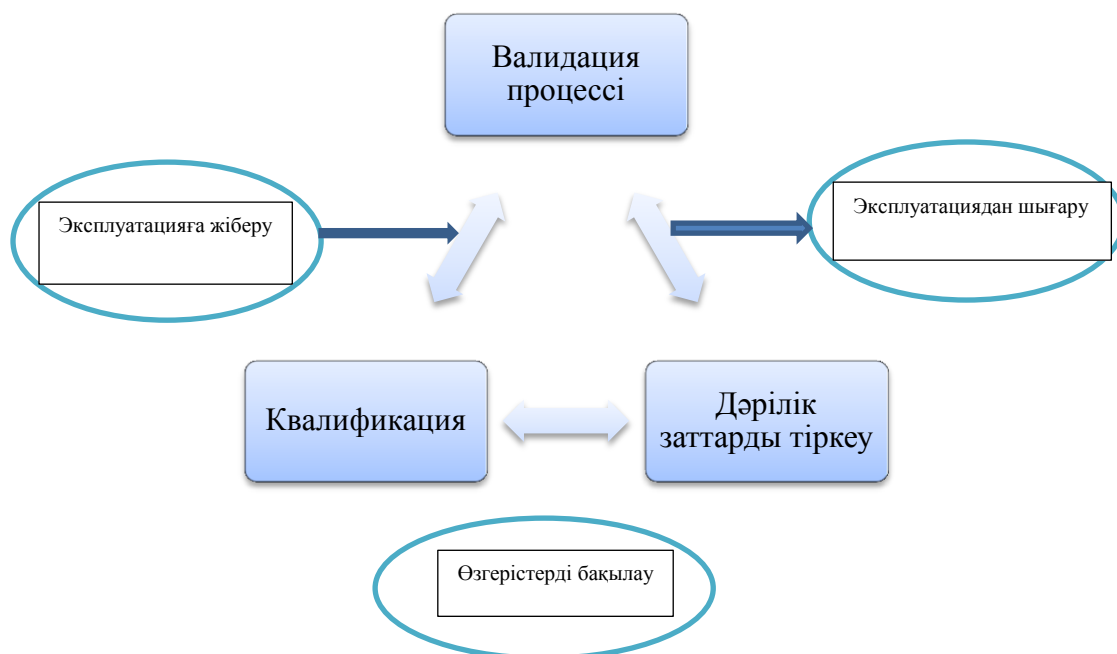 Валидация
процессі
Эксплуатацияға жіберу
Эксплуатациядан шығару
Квалификация
Дәрілік
заттарды тіркеу
Өзгерістерді бақылау